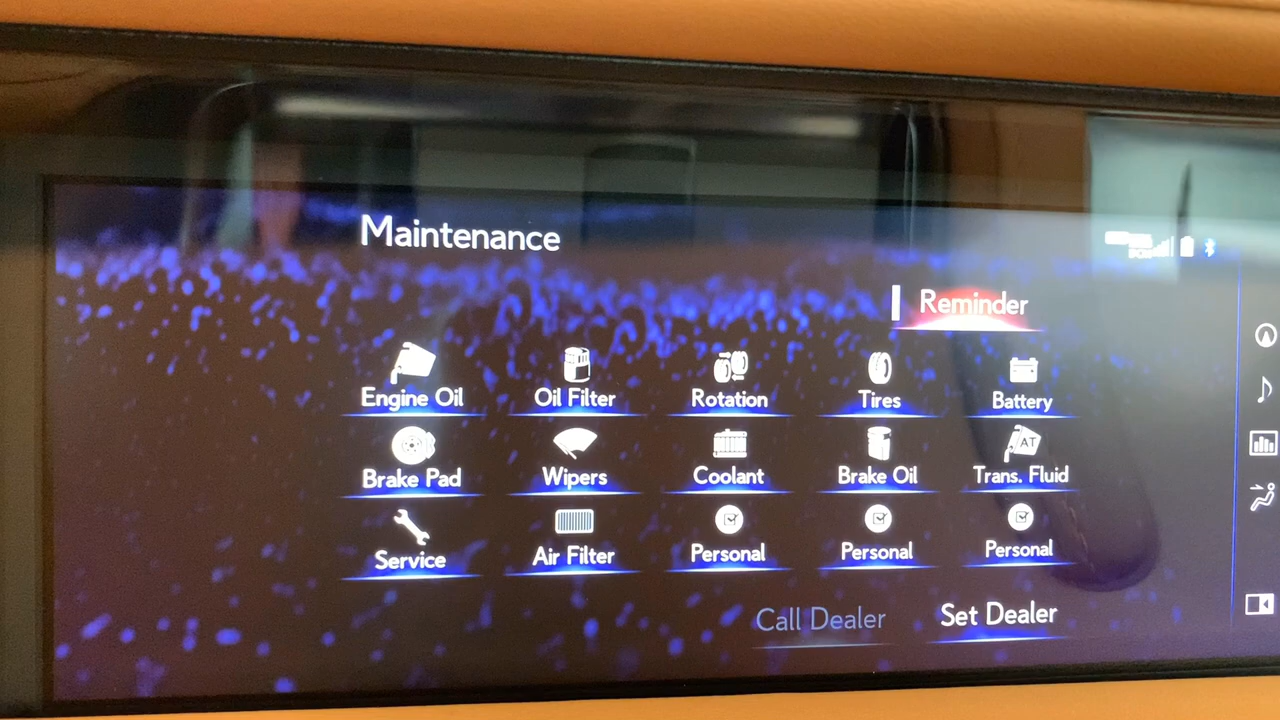 Maintenance
Reminder
Engine Oil Oil Filter Rotation Tires Battery
Brake Pad Wipers Coolant Brake Oil Trans. Fluid
AT
Service Air Filter Personal Personal Personal
Call Dealer Set Dealer